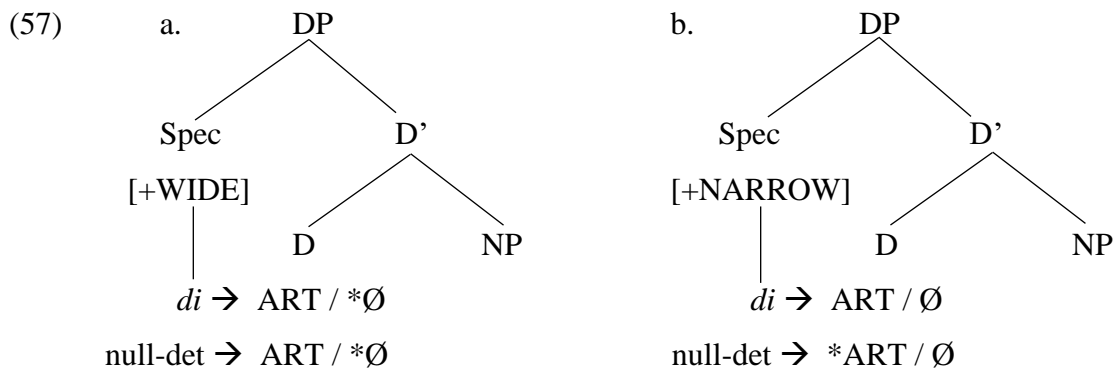 (57) a. DP b. DP
Spec D’ Spec D’
[+WIDE] [+NARROW]
D NP D NP
di → ART / *Ø di → ART / Ø
null-det → ART / *Ø null-det → *ART / Ø